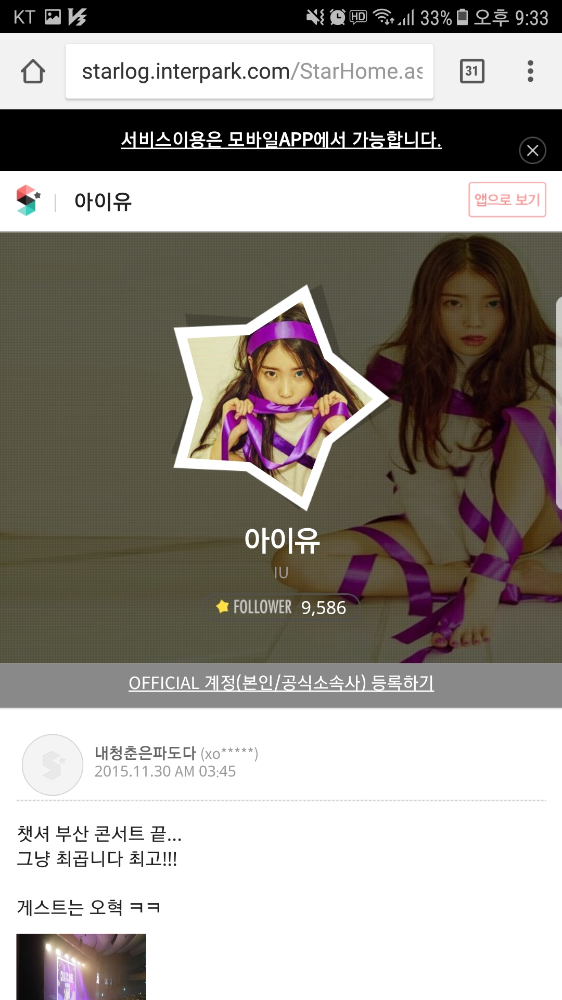 KT
HD
33%
오후 9:33
starlog.interpark.com/StarHome.as
31
서비스이용은 모바일APP에서 가능합니다.
아이유
앱으로 보기
아이유
IU
FOLLOWER 9,586
OFFICIAL 계정(본인/공식소속사) 등록하기
내청춘은파도다 (xo*****)
2015.11.30 AM 03:45
챗셔 부산 콘서트 끝...
그냥 최곱니다 최고!!!
게스트는 오혁 ㅋㅋ
CHATSHIRE